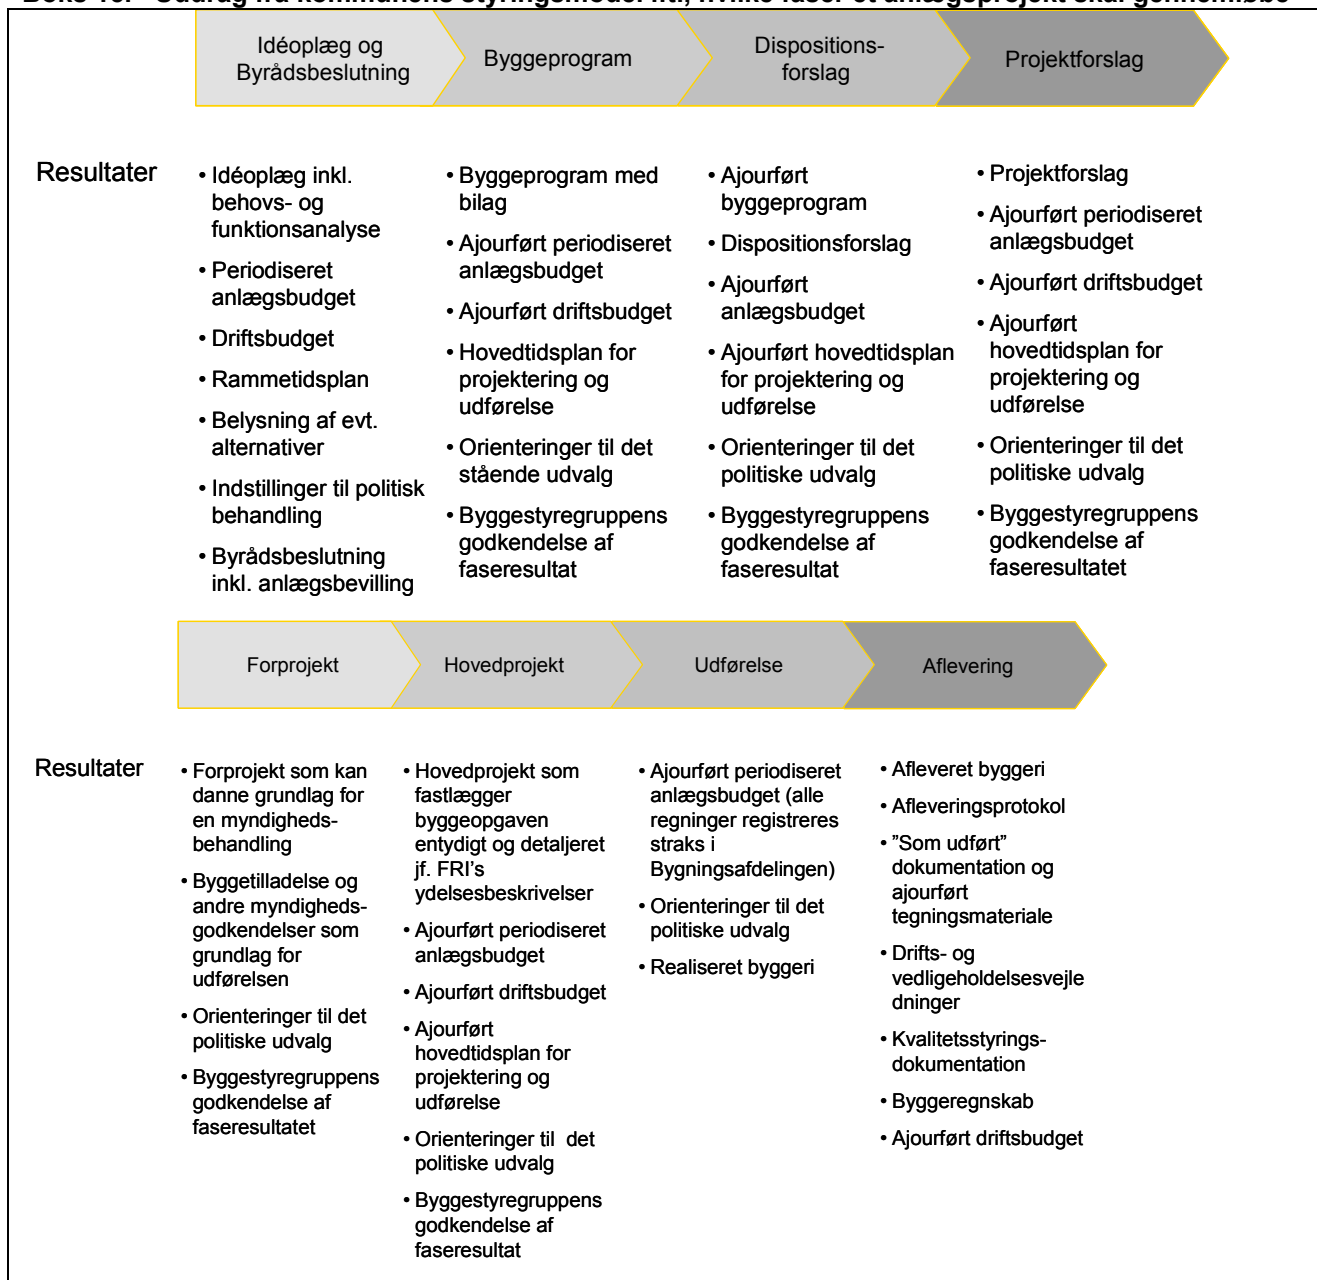 Idéoplæg og
Byrådsbeslutning
Byggeprogram
Dispositions-
forslag
Projektforslag
Resultater
• Idéoplæg inkl.
behovs- og
funktionsanalyse
• Periodiseret
anlægsbudget
• Driftsbudget
• Rammetidsplan
• Belysning af evt.
alternativer
• Indstillinger til politisk
behandling
• Byrådsbeslutning
inkl. anlægsbevilling
• Byggeprogram med
bilag
• Ajourført periodiseret
anlægsbudget
• Ajourført driftsbudget
• Hovedtidsplan for
projektering og
udførelse
• Orienteringer til det
stående udvalg
• Byggestyregruppens
godkendelse af
faseresultat
• Ajourført
byggeprogram
• Dispositionsforslag
• Ajourført
anlægsbudget
• Ajourført hovedtidsplan
for projektering og
udførelse
• Orienteringer til det
politiske udvalg
• Byggestyregruppens
godkendelse af
faseresultat
• Projektforslag
• Ajourført periodiseret
anlægsbudget
• Ajourført driftsbudget
• Ajourført
hovedtidsplan for
projektering og
udførelse
• Orienteringer til det
politiske udvalg
• Byggestyregruppens
godkendelse af
faseresultatet
Forprojekt
Hovedprojekt
Udførelse
Aflevering
Resultater
• Forprojekt som kan
danne grundlag for
en myndigheds-
behandling
• Byggetilladelse og
andre myndigheds-
godkendelser som
grundlag for
udførelsen
• Orienteringer til det
politiske udvalg
• Byggestyregruppens
godkendelse af
faseresultatet
• Hovedprojekt som
fastlægger
byggeopgaven
entydigt og detaljeret
jf. FRI's
ydelsesbeskrivelser
• Ajourført periodiseret
anlægsbudget
• Ajourført driftsbudget
• Ajourført
hovedtidsplan for
projektering og
udførelse
• Orienteringer til det
politiske udvalg
• Byggestyregruppens
godkendelse af
faseresultat
• Ajourført periodiseret
anlægsbudget (alle
regninger registreres
straks i
Bygningsafdelingen)
• Orienteringer til det
politiske udvalg
• Realiseret byggeri
• Afleveret byggeri
• Afleveringsprotokol
• ”Som udført”
dokumentation og
ajourført
tegningsmateriale
• Drifts- og
vedligeholdelsesvejle
dninger
• Kvalitetsstyrings-
dokumentation
• Byggeregnskab
• Ajourført driftsbudget